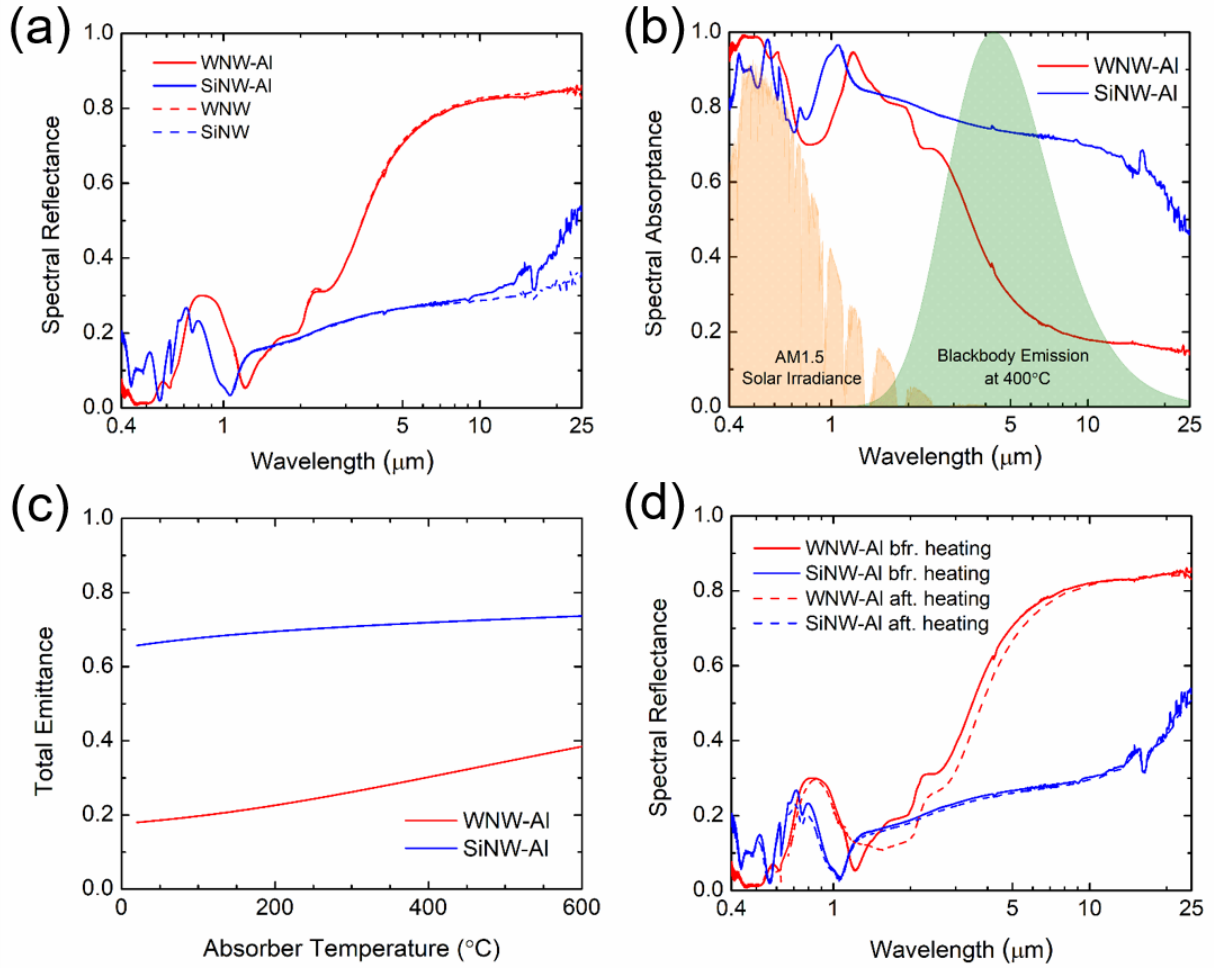 (a)
1.0
0.8
0.6
0.4
0.2
0.0
Spectral Reflectance
WNW-Al
SiNW-Al
WNW
SiNW
0.4
1
5
25
Wavelength (μm)
(b)
1.0
0.8
0.6
0.4
0.2
0.0
Spectral Absorptance
WNW-Al
SiNW-Al
AM1.5
Solar Irradiance
Blackbody Emission
at 400°C
0.4
1
5
25
Wavelength (μm)
(c)
1.0
0.8
0.6
0.4
0.2
0.0
Total Emittance
WNW-Al
SiNW-Al
0
200
400
600
Absorber Temperature (°C)
(d)
1.0
0.8
0.6
0.4
0.2
0.0
Spectral Reflectance
WNW-Al bfr. heating
SiNW-Al bfr. heating
WNW-Al aft. heating
SiNW-Al aft. heating
0.4
1
5
25
Wavelength (μm)